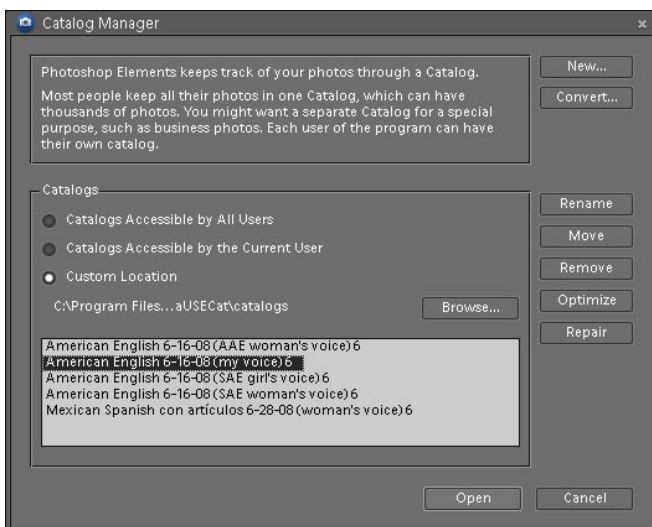 Catalog Manager
Photoshop Elements keeps track of your photos through a Catalog.
Most people keep all their photos in one Catalog, which can have
thousands of photos. You might want a separate Catalog for a special
purpose, such as business photos. Each user of the program can have
their own catalog.
New...
Convert...
Catalogs
Catalogs Accessible by All Users
Catalogs Accessible by the Current User
Custom Location
C:\Program Files...aUSECat\catalogs
Browse...
American English 6-16-08 (AAE woman's voice) 6
American English 6-16-08 (my voice) 6
American English 6-16-08 (SAE girl's voice) 6
American English 6-16-08 (SAE woman's voice) 6
Mexican Spanish con artículos 6-28-08 (woman's voice) 6
Rename
Move
Remove
Optimize
Repair
Open
Cancel